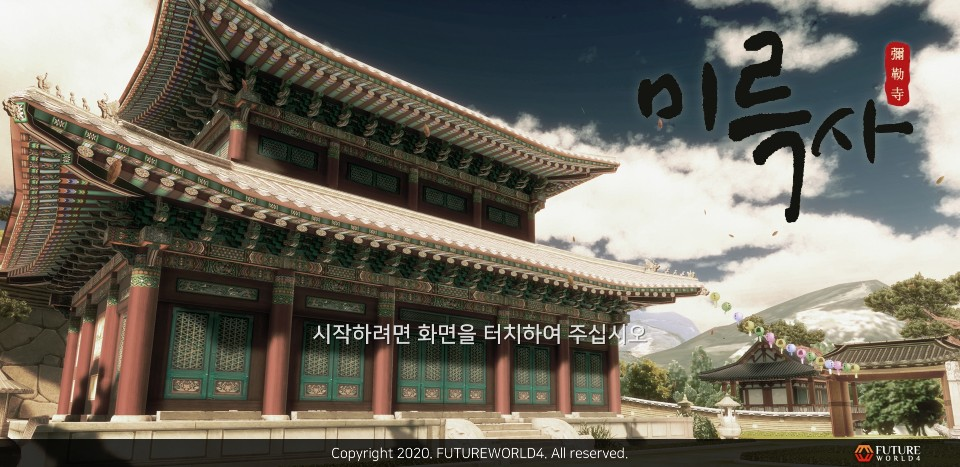 미륵사
彌勒寺
시작하려면 화면을 터치하여 주십시오
Copyright 2020. FUTUREWORLD4. All reserved.
FUTURE
WORLD4